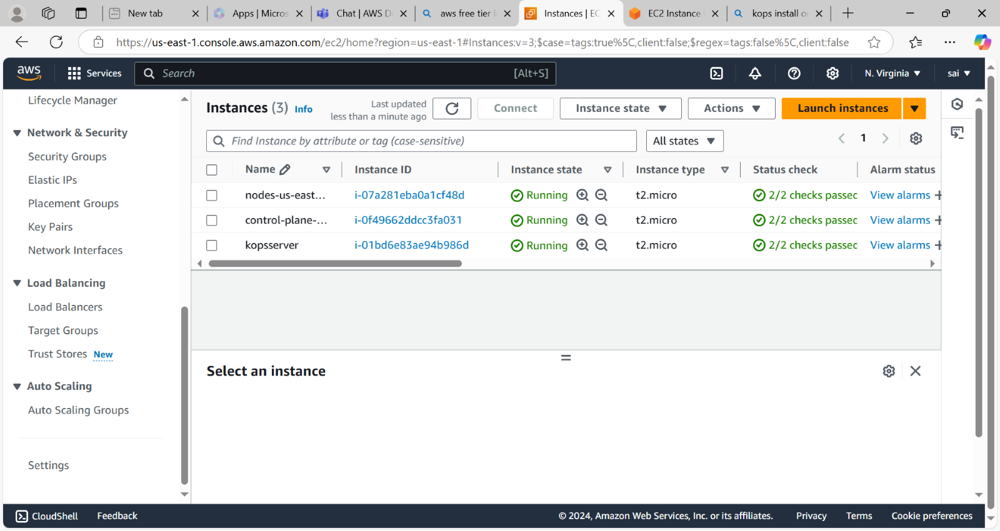 New tab
Apps | Micros
Chat | AWS D
aws free tier l
Instances | EC
EC2 Instance
kops install o
https://us-east-1.console.aws.amazon.com/ec2/home?region=us-east-1#Instances:v=3;$case=tags:true%5C,client:false;$regex=tags:false%5C,client:false
aws
Services
Search
[Alt+S]
N. Virginia
sai
Lifecycle Manager
Network & Security
Security Groups
Elastic IPs
Placement Groups
Key Pairs
Network Interfaces
Load Balancing
Load Balancers
Target Groups
Trust Stores New
Auto Scaling
Auto Scaling Groups
Settings
Instances (3) Info
Last updated
less than a minute ago
Connect
Instance state
Actions
Launch instances
Find Instance by attribute or tag (case-sensitive)
All states
1
Name Instance ID Instance state Instance type Status check Alarm status
nodes-us-east... i-07a281eba0a1cf48d Running t2.micro 2/2 checks passec View alarms +
control-plane-... i-0f49662ddcc3fa031 Running t2.micro 2/2 checks passec View alarms +
kopsserver i-01bd6e83ae94b986d Running t2.micro 2/2 checks passec View alarms +
Select an instance
CloudShell
Feedback
© 2024, Amazon Web Services, Inc. or its affiliates.
Privacy
Terms
Cookie preferences